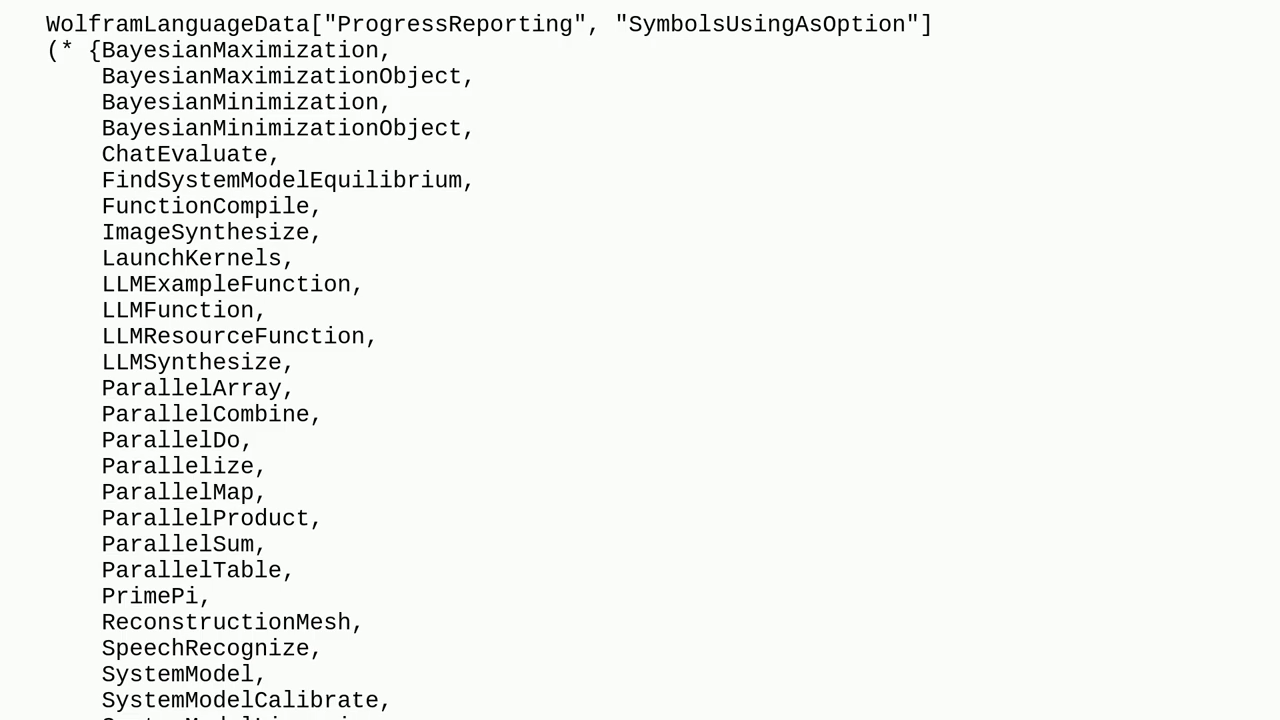 WolframLanguageData["ProgressReporting", "SymbolsUsingAsOption"]
(* {BayesianMaximization,
BayesianMaximizationObject,
BayesianMinimization,
BayesianMinimizationObject,
ChatEvaluate,
FindSystemModelEquilibrium,
FunctionCompile,
ImageSynthesize,
LaunchKernels,
LLMExampleFunction,
LLMFunction,
LLMResourceFunction,
LLMSynthesize,
ParallelArray,
ParallelCombine,
ParallelDo,
Parallelize,
ParallelMap,
ParallelProduct,
ParallelSum,
ParallelTable,
PrimePi,
ReconstructionMesh,
SpeechRecognize,
SystemModel,
SystemModelCalibrate,